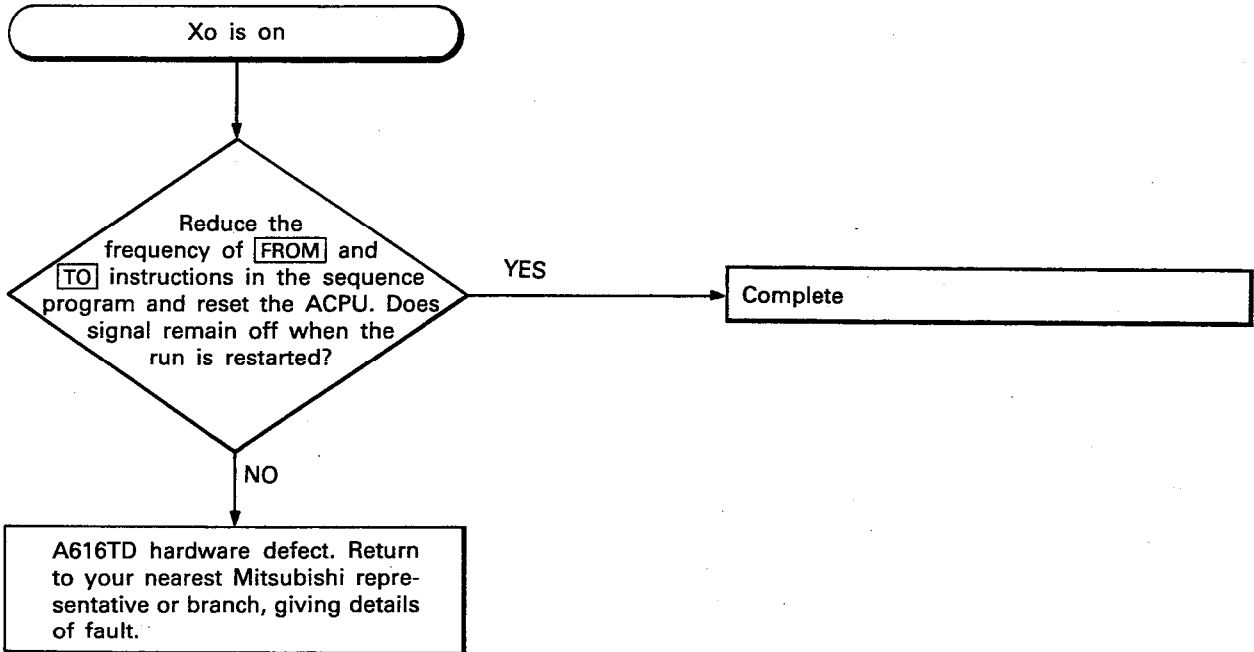 Xo is on
Reduce the
frequency of FROM and
TO instructions in the sequence
program and reset the ACPU. Does
signal remain off when the
run is restarted?
YES
Complete
NO
A616TD hardware defect. Return
to your nearest Mitsubishi repre-
sentative or branch, giving details
of fault.